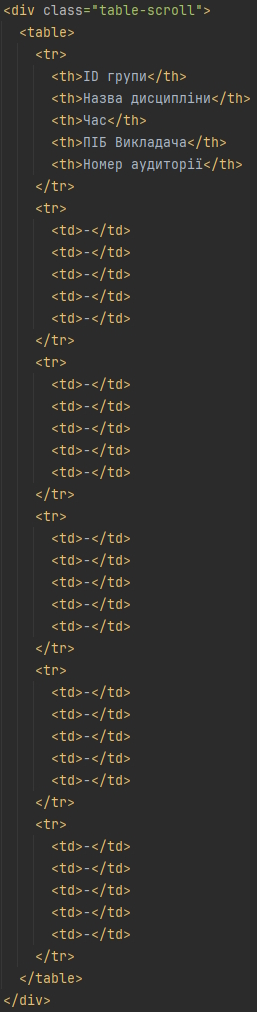 <div class="table-scroll">
  <table>
    <tr>
      <th>ID групи</th>
      <th>Назва дисципліни</th>
      <th>Час</th>
      <th>ПІБ Викладача</th>
      <th>Номер аудиторії</th>
    </tr>
    <tr>
      <td>-</td>
      <td>-</td>
      <td>-</td>
      <td>-</td>
      <td>-</td>
    </tr>
    <tr>
      <td>-</td>
      <td>-</td>
      <td>-</td>
      <td>-</td>
      <td>-</td>
    </tr>
    <tr>
      <td>-</td>
      <td>-</td>
      <td>-</td>
      <td>-</td>
      <td>-</td>
    </tr>
    <tr>
      <td>-</td>
      <td>-</td>
      <td>-</td>
      <td>-</td>
      <td>-</td>
    </tr>
    <tr>
      <td>-</td>
      <td>-</td>
      <td>-</td>
      <td>-</td>
      <td>-</td>
    </tr>
  </table>
</div>